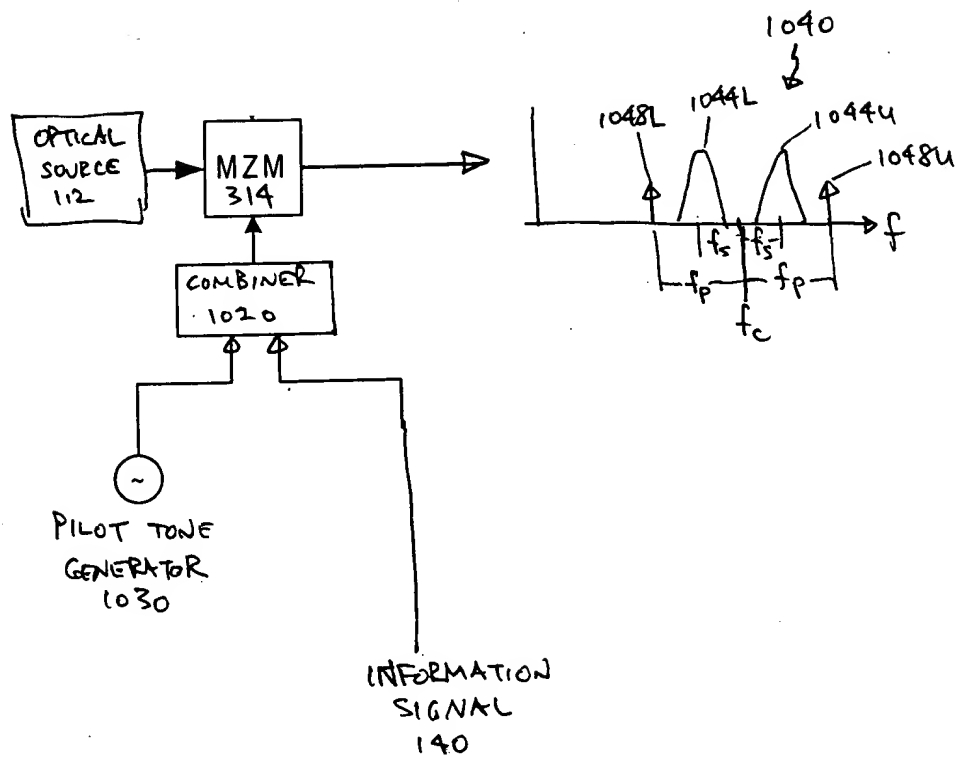 1040
1048L
1044L
1044U
1048U
OPTICAL
SOURCE
112
MZM
314
f
fs
fs
fp
fp
fc
COMBINER
1020
~
PILOT TONE
GENERATOR
1030
INFORMATION
SIGNAL
140